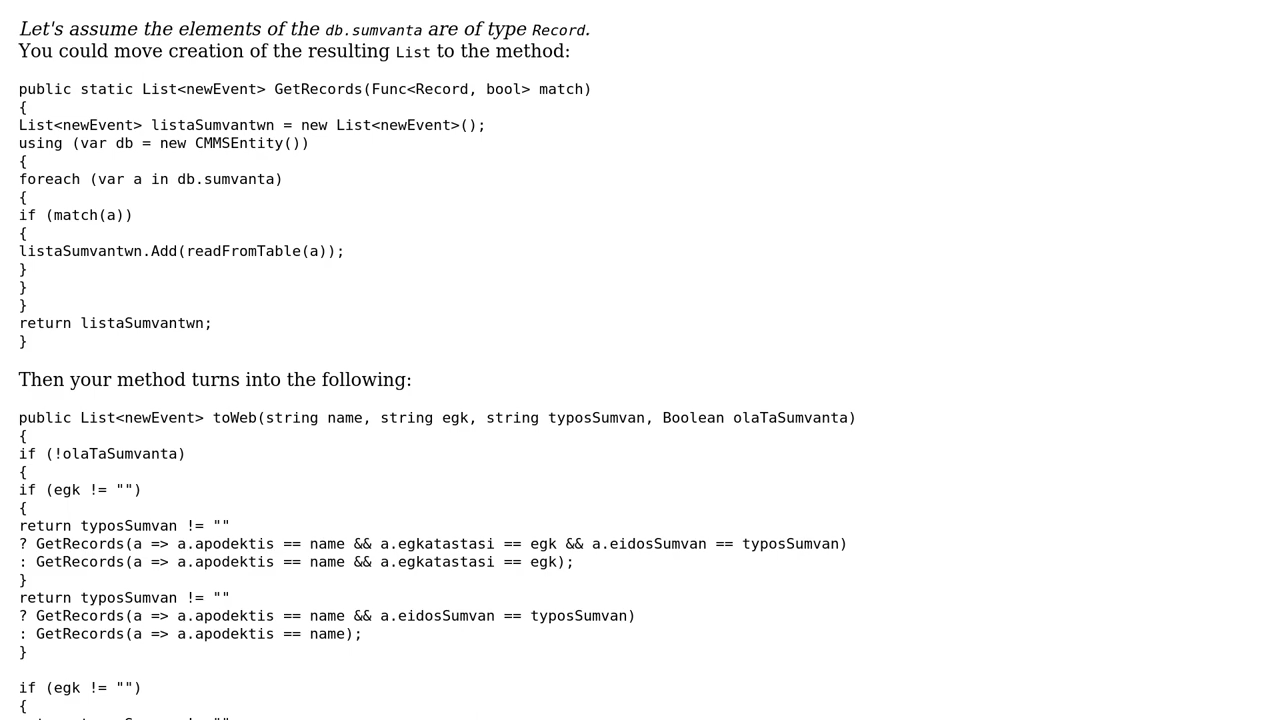 Let's assume the elements of the db.sumvanta are of type Record.
You could move creation of the resulting List to the method:
public static List<newEvent> GetRecords(Func<Record, bool> match)
{
List<newEvent> listaSumvantwn = new List<newEvent>();
using (var db = new CMMSEntity())
{
foreach (var a in db.sumvanta)
{
if (match(a))
{
listaSumvantwn.Add(readFromTable(a));
}
}
}
return listaSumvantwn;
}
Then your method turns into the following:
public List<newEvent> toWeb(string name, string egk, string typosSumvan, Boolean olaTaSumvanta)
{
if (!olaTaSumvanta)
{
if (egk != "")
{
return typosSumvan != ""
? GetRecords(a => a.apodektis == name && a.egkatastasi == egk && a.eidosSumvan == typosSumvan)
: GetRecords(a => a.apodektis == name && a.egkatastasi == egk);
}
return typosSumvan != ""
? GetRecords(a => a.apodektis == name && a.eidosSumvan == typosSumvan)
: GetRecords(a => a.apodektis == name);
}
if (egk != "")
{